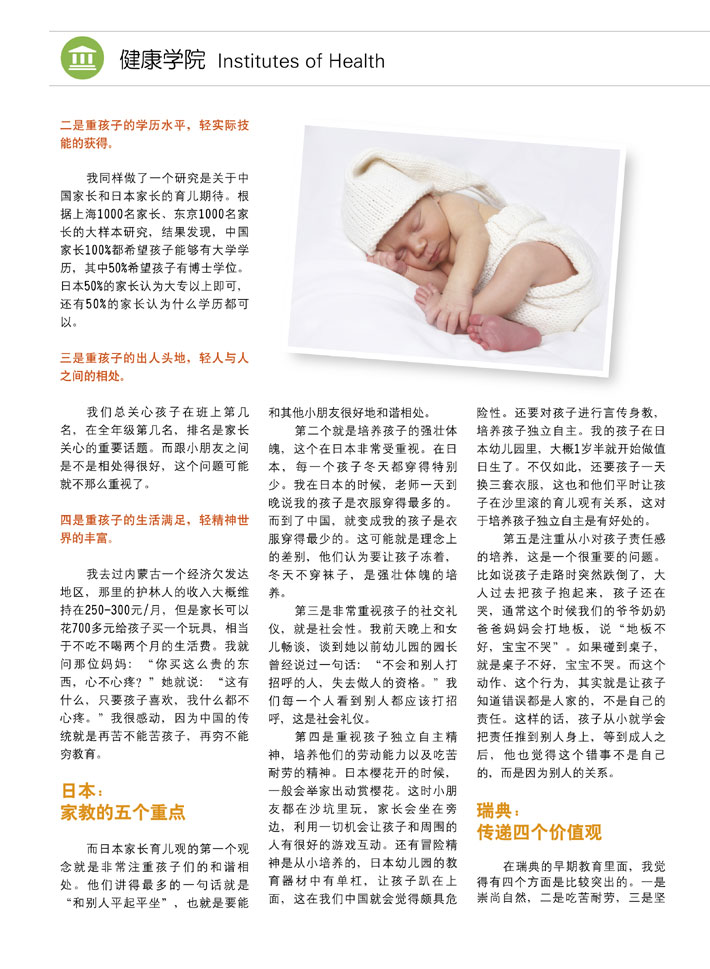 健康学院 Institutes of Health
二是重孩子的学历水平，轻实际技
能的获得。
我同样做了一个研究是关于中
国家长和日本家长的育儿期待。根
据上海1000名家长、东京1000名家
长的大样本研究，结果发现，中国
家长100%都希望孩子能够有大学学
历，其中50%希望孩子有博士学位。
日本50%的家长认为大专以上即可，
还有50%的家长认为什么学历都可
以。
三是重孩子的出人头地，轻人与人
之间的相处。
我们总关心孩子在班上第几
名，在全年级第几名，排名是家长
关心的重要话题。而跟小朋友之间
是不是相处得很好，这个问题可能
就不那么重视了。
四是重孩子的生活满足，轻精神世
界的丰富。
我去过内蒙古一个经济欠发达
地区，那里的护林人的收入大概维
持在250-300元/月，但是家长可以
花700多元给孩子买一个玩具，相当
于不吃不喝两个月的生活费。我就
问那位妈妈：“你买这么贵的东
西，心不心疼？”她就说：“这有
什么，只要孩子喜欢，我什么都不
心疼。”我很感动，因为中国的传
统就是再苦不能苦孩子，再穷不能
穷教育。
日本：
家教的五个重点
而日本家长育儿观的第一个观
念就是非常注重孩子们的和谐相
处。他们讲得最多的一句话就是
“和别人平起平坐”，也就是要能
和其他小朋友很好地和谐相处。
第二个就是培养孩子的强壮体
魄，这个在日本非常受重视。在日
本，每一个孩子冬天都穿得特别
少。我在日本的时候，老师一天到
晚说我的孩子是衣服穿得最多的。
而到了中国，就变成我的孩子是衣
服穿得最少的。这可能就是理念上
的差别，他们认为要让孩子冻着，
冬天不穿袜子，是强壮体魄的培
养。
第三是非常重视孩子的社交礼
仪，就是社会性。我前天晚上和女
儿畅谈，谈到她以前幼儿园的园长
曾经说过一句话：“不会和别人打
招呼的人，失去做人的资格。”我
们每一个人看到别人都应该打招
呼，这是社会礼仪。
第四是重视孩子独立自主精
神，培养他们的劳动能力以及吃苦
耐劳的精神。日本樱花开的时候，
一般会举家出动赏樱花。这时小朋
友都在沙坑里玩，家长会坐在旁
边，利用一切机会让孩子和周围的
人有很好的游戏互动。还有冒险精
神是从小培养的，日本幼儿园的教
育器材中有单杠，让孩子趴在上
面，这在我们中国就会觉得颇具危
险性。还要对孩子进行言传身教，
培养孩子独立自主。我的孩子在日
本幼儿园里，大概1岁半就开始做值
日生了。不仅如此，还要孩子一天
换三套衣服，这也和他们平时让孩
子在沙里滚的育儿观有关系，这对
于培养孩子独立自主是有好处的。
第五是注重从小对孩子责任感
的培养，这是一个很重要的问题。
比如说孩子走路时突然跌倒了，大
人过去把孩子抱起来，孩子还在
哭，通常这个时候我们的爷爷奶奶
爸爸妈妈会打地板，说“地板不
好，宝宝不哭”。如果碰到桌子，
就是桌子不好，宝宝不哭。而这个
动作、这个行为，其实就是让孩子
知道错误都是人家的，不是自己的
责任。这样的话，孩子从小就学会
把责任推到别人身上，等到成人之
后，他也觉得这个错事不是自己
的，而是因为别人的关系。
瑞典：
传递四个价值观
在瑞典的早期教育里面，我觉
得有四个方面是比较突出的。一是
崇尚自然，二是吃苦耐劳，三是坚